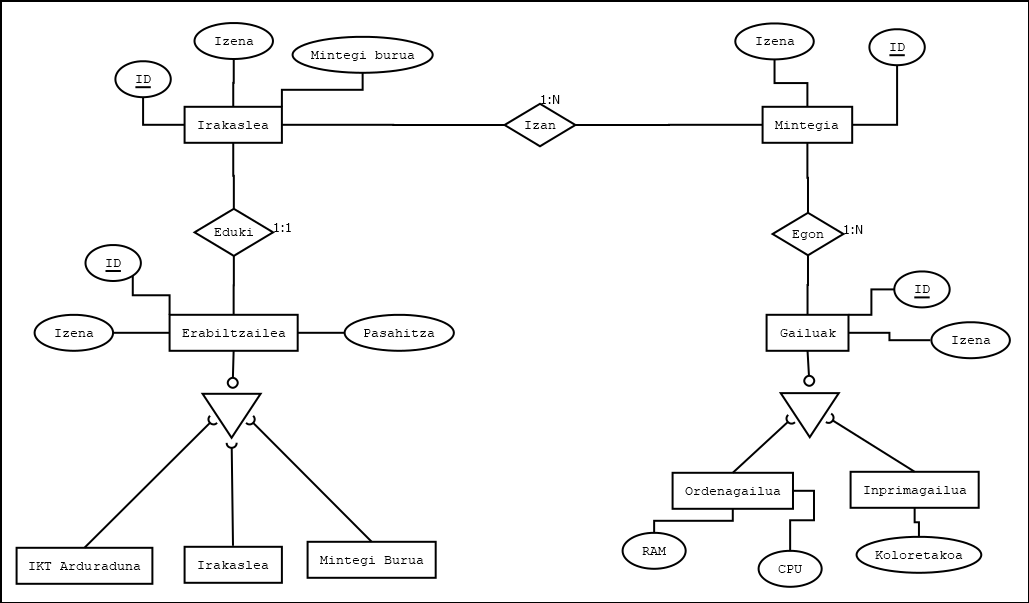 Izena
Mintegi burua
ID
Irakaslea
1:N
Izan
Izena
ID
Mintegia
Eduki
1:1
Egon
1:N
ID
Izena
Erabiltzailea
Pasahitza
ID
Gailuak
Izena
IKT Arduraduna
Irakaslea
Mintegi Burua
Ordenagailua
Inprimagailua
RAM
CPU
Koloretakoa